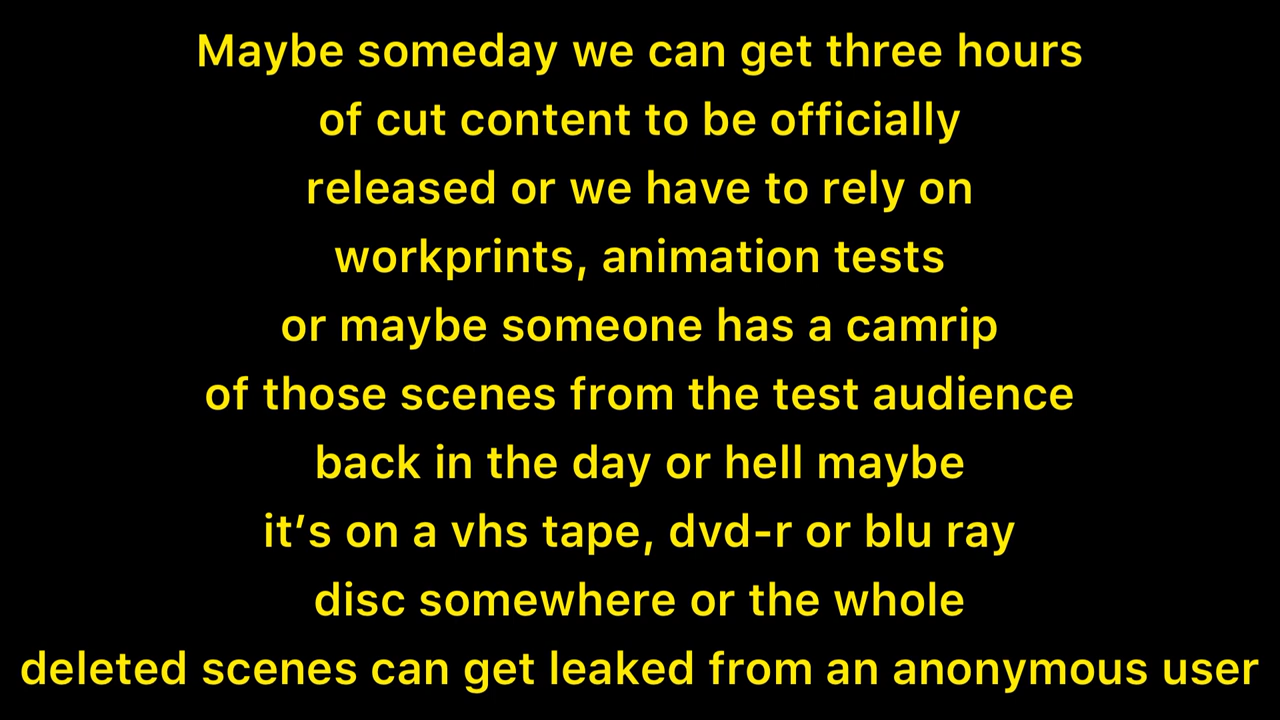 Maybe someday we can get three hours
of cut content to be officially
released or we have to rely on
workprints, animation tests
or maybe someone has a camrip
of those scenes from the test audience
back in the day or hell maybe
it’s on a vhs tape, dvd-r or blu ray
disc somewhere or the whole
deleted scenes can get leaked from an anonymous user